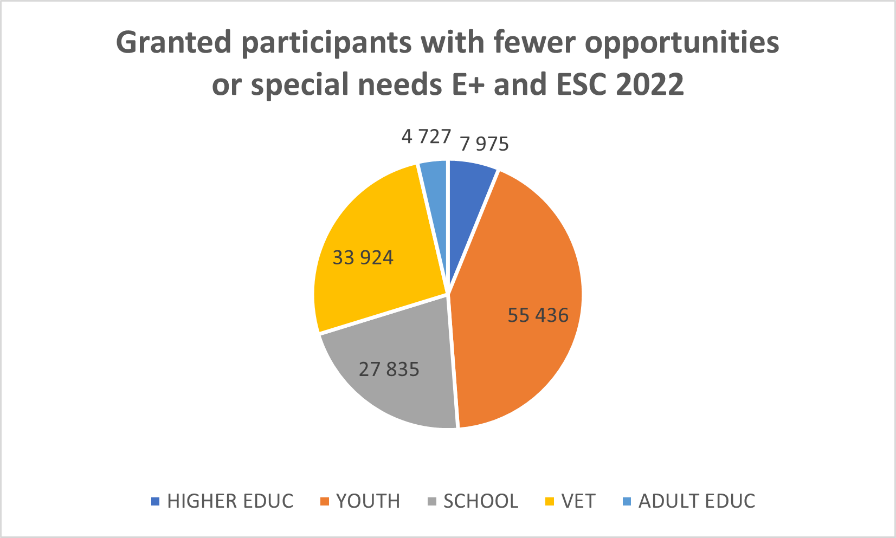 Granted participants with fewer opportunities
or special needs E+ and ESC 2022
4 727
7 975
33 924
55 436
27 835
HIGHER EDUC YOUTH SCHOOL VET ADULT EDUC